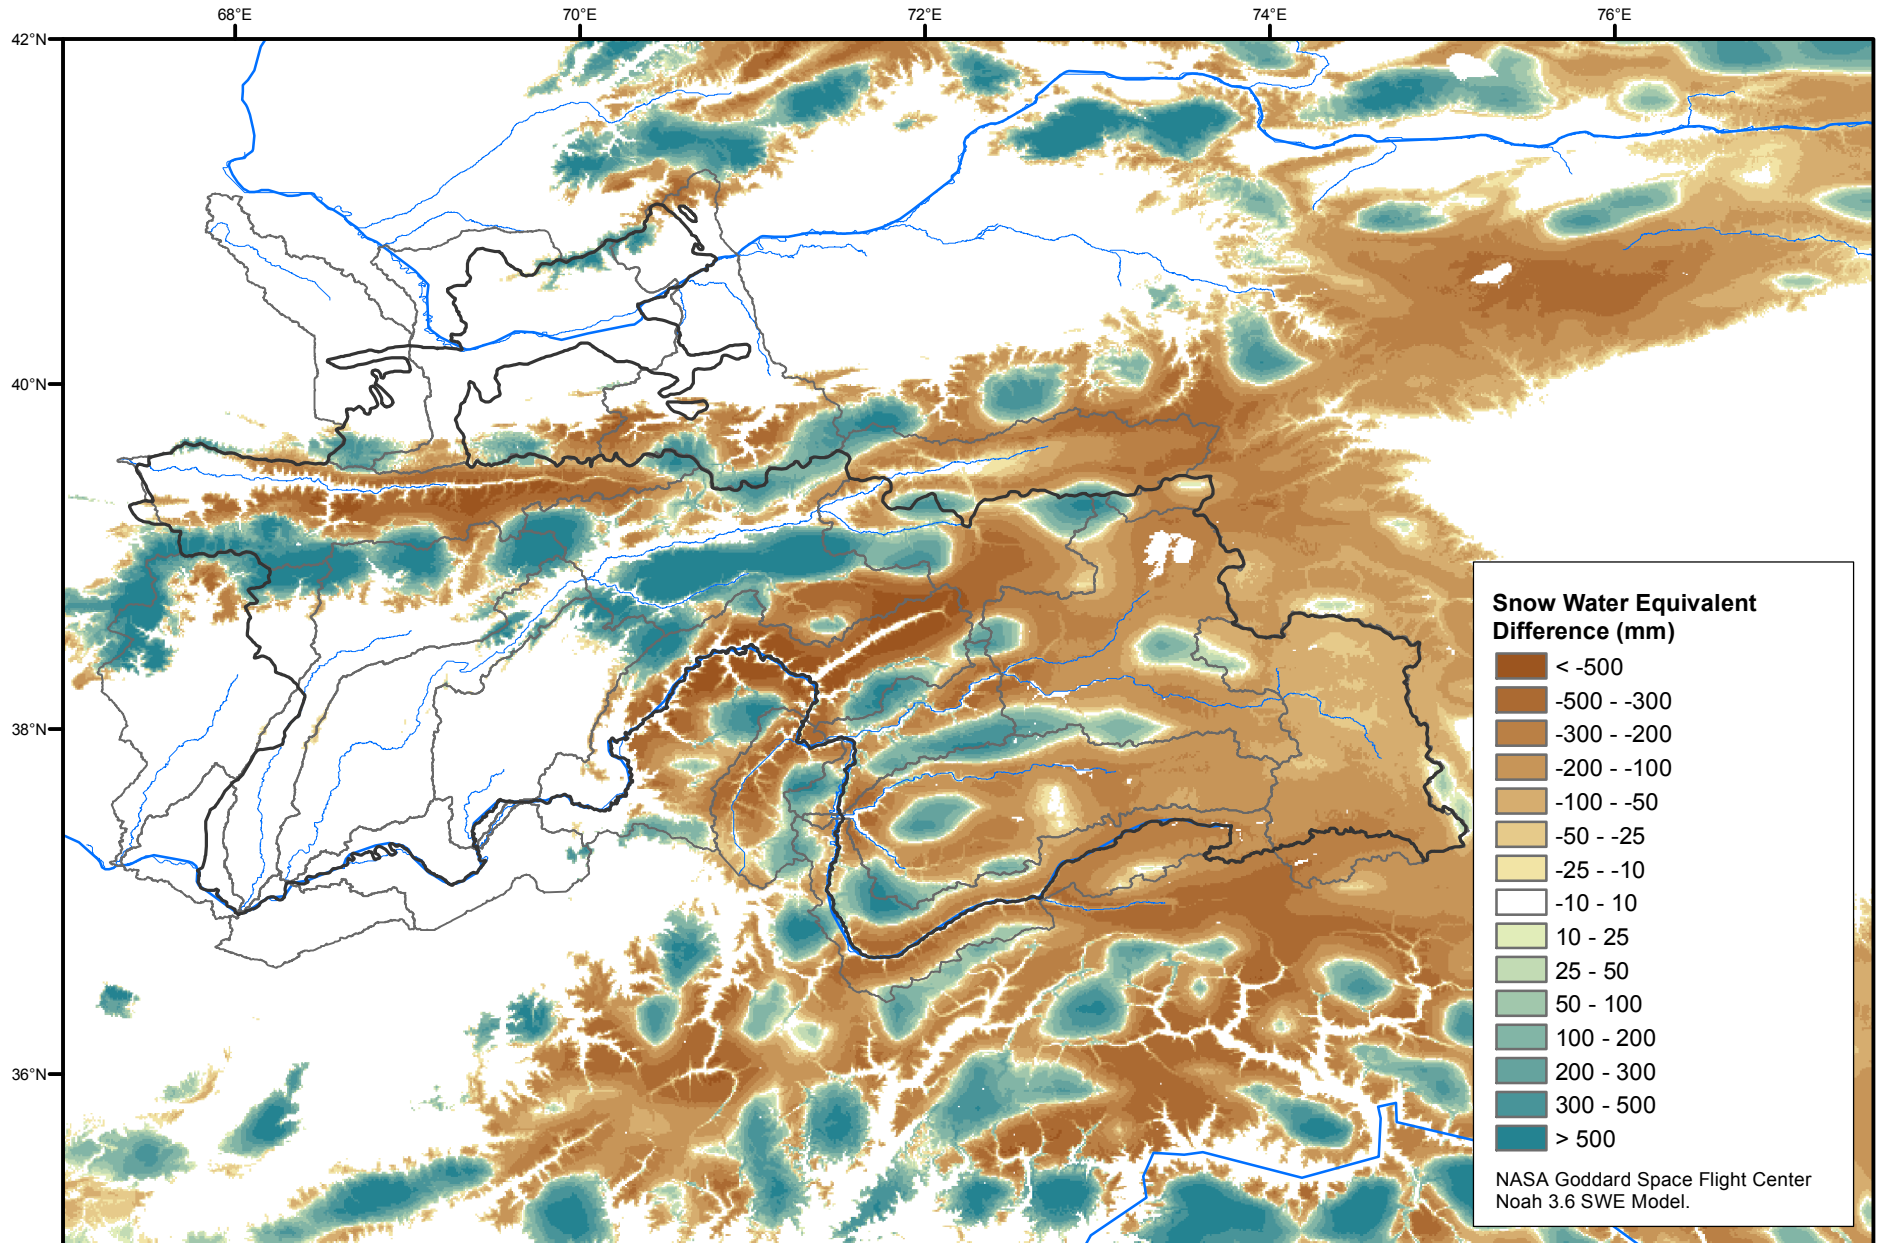 68°E
70°E
72°E
74°E
76°E
42°N
40°N
38°N
36°N
Snow Water Equivalent
Difference (mm)
< -500
-500 - -300
-300 - -200
-200 - -100
-100 - -50
-50 - -25
-25 - -10
-10 - 10
10 - 25
25 - 50
50 - 100
100 - 200
200 - 300
300 - 500
> 500
NASA Goddard Space Flight Center
Noah 3.6 SWE Model.